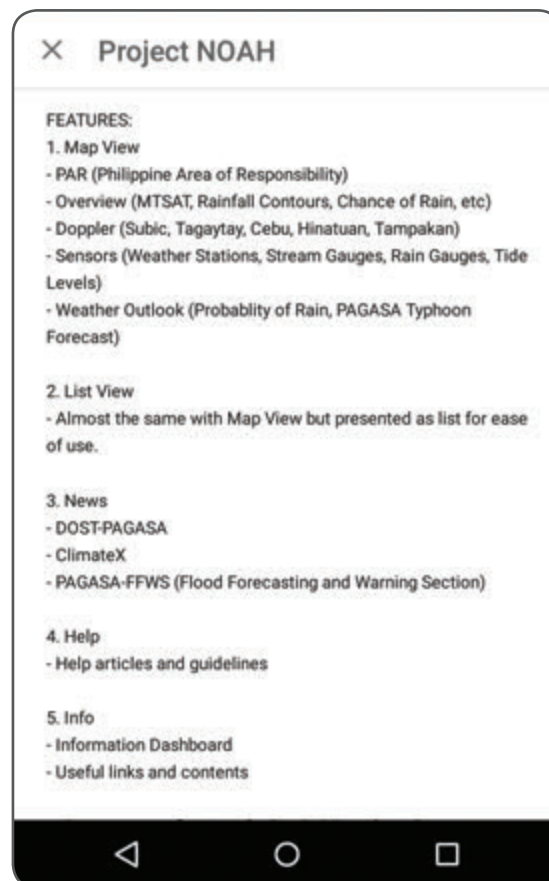 Project NOAH
FEATURES:
1. Map View
- PAR (Philippine Area of Responsibility)
- Overview (MTSAT, Rainfall Contours, Chance of Rain, etc)
- Doppler (Subic, Tagaytay, Cebu, Hinatuan, Tampakan)
- Sensors (Weather Stations, Stream Gauges, Rain Gauges, Tide
Levels)
- Weather Outlook (Probablity of Rain, PAGASA Typhoon
Forecast)
2. List View
- Almost the same with Map View but presented as list for ease
of use.
3. News
- DOST-PAGASA
- ClimateX
- PAGASA-FFWS (Flood Forecasting and Warning Section)
4. Help
- Help articles and guidelines
5. Info
- Information Dashboard
- Useful links and contents